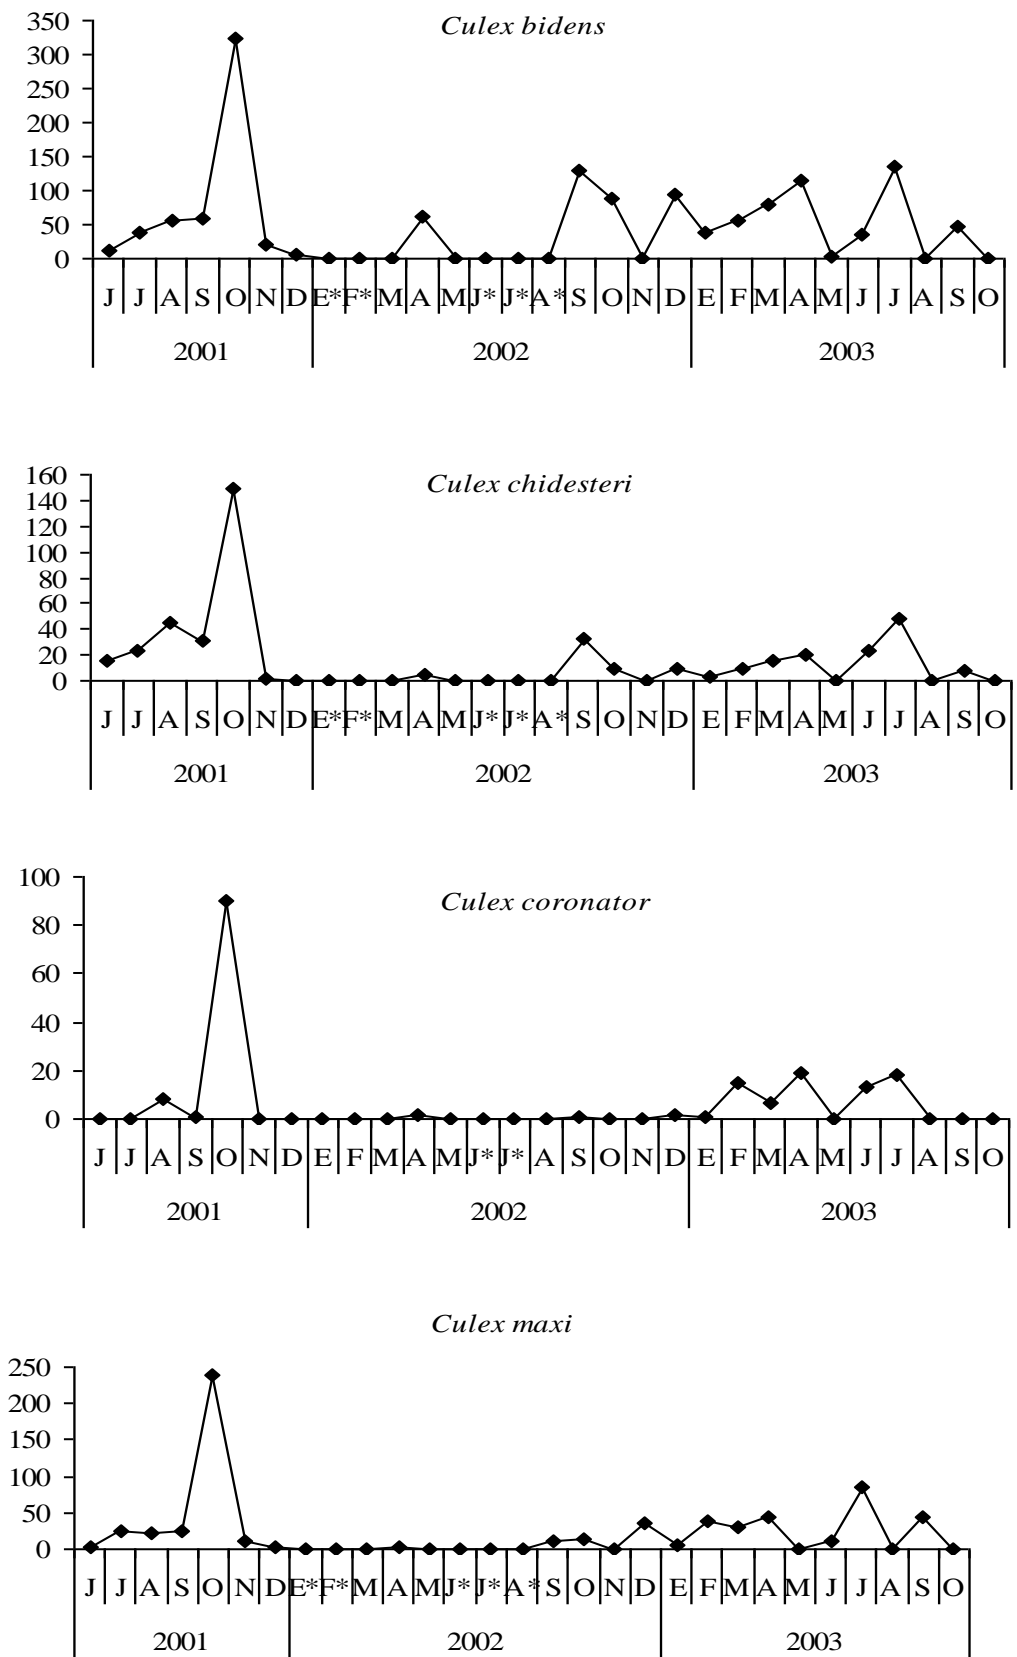 Culex bidens
350
300
250
200
150
100
50
0
J J A S O N D E* F* M A M J* J* A* S O N D E F M A M J J A S O
2001 2002 2003
Culex chidesteri
160
140
120
100
80
60
40
20
0
J J A S O N D E* F* M A M J* J* A* S O N D E F M A M J J A S O
2001 2002 2003
100
Culex coronator
80
60
40
20
0
J J A S O N D E F M A M J* J* A S O N D E F M A M J J A S O
2001 2002 2003
Culex maxi
250
200
150
100
50
0
J J A S O N D E* F* M A M J* J* A* S O N D E F M A M J J A S O
2001 2002 2003